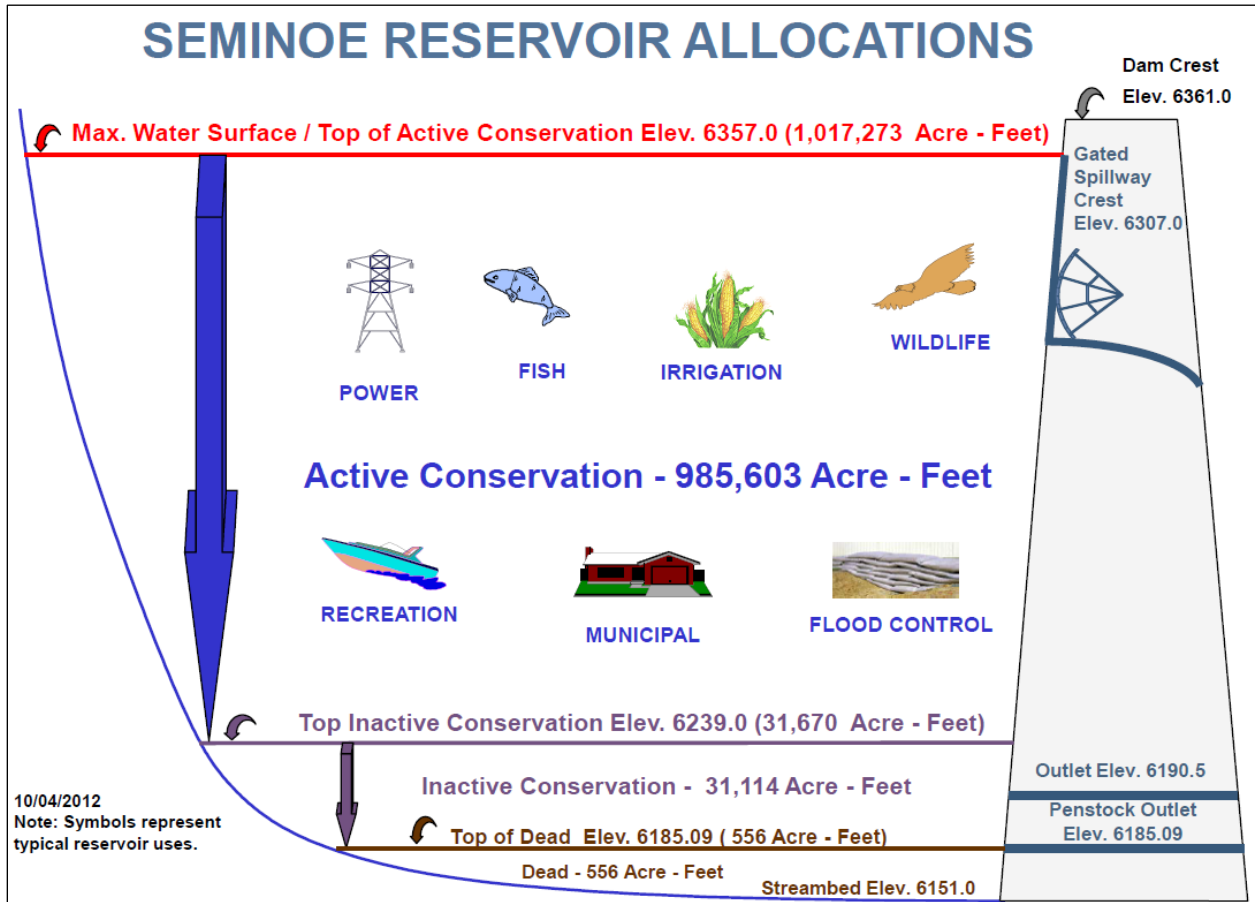 SEMINOE RESERVOIR ALLOCATIONS
Dam Crest
Elev. 6361.0
Max. Water Surface / Top of Active Conservation Elev. 6357.0 (1,017,273 Acre - Feet)
Gated
Spillway
Crest
Elev. 6307.0
POWER
FISH
IRRIGATION
WILDLIFE
Active Conservation - 985,603 Acre - Feet
RECREATION
MUNICIPAL
FLOOD CONTROL
Top Inactive Conservation Elev. 6239.0 (31,670 Acre - Feet)
Inactive Conservation - 31,114 Acre - Feet
Outlet Elev. 6190.5
Penstock Outlet
Elev. 6185.09
10/04/2012
Note: Symbols represent
typical reservoir uses.
Top of Dead Elev. 6185.09 ( 556 Acre - Feet)
Dead - 556 Acre - Feet
Streambed Elev. 6151.0